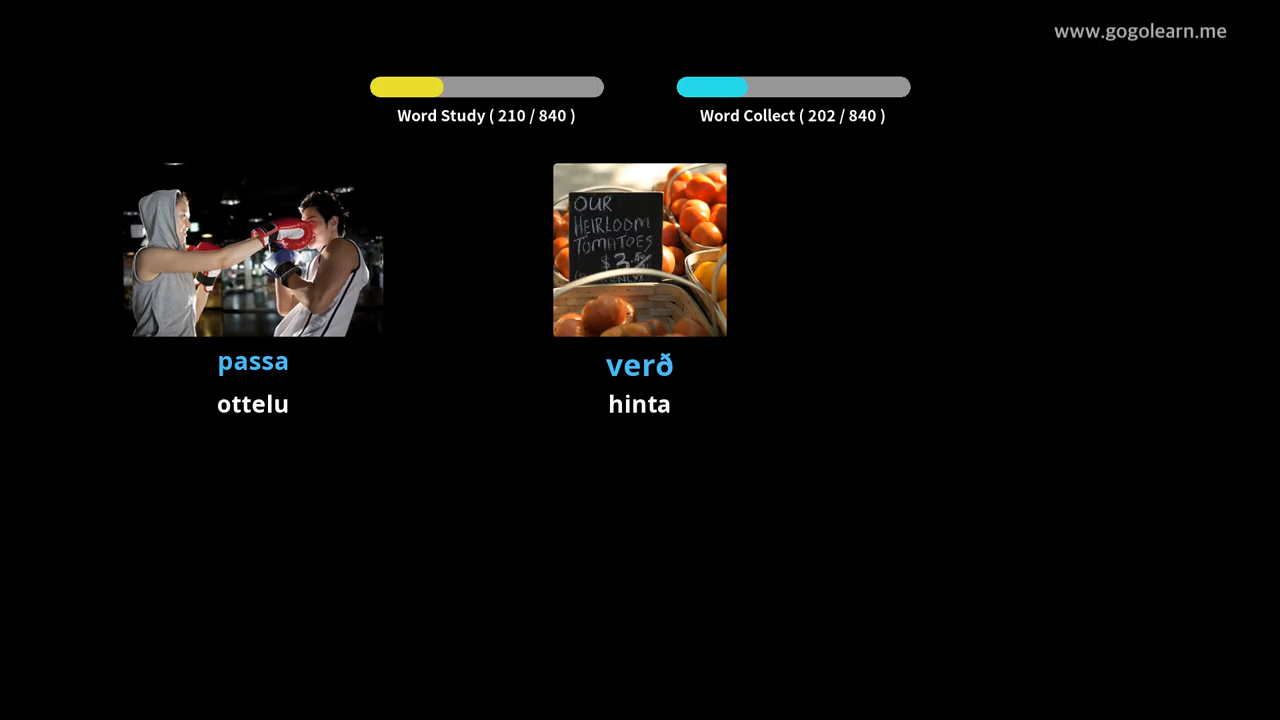 www.gogolearn.me
Word Study ( 210 / 840 )
Word Collect ( 202 / 840 )
OUR
HEIRLOOM
TOMATOES
passa
ottelu
verð
hinta